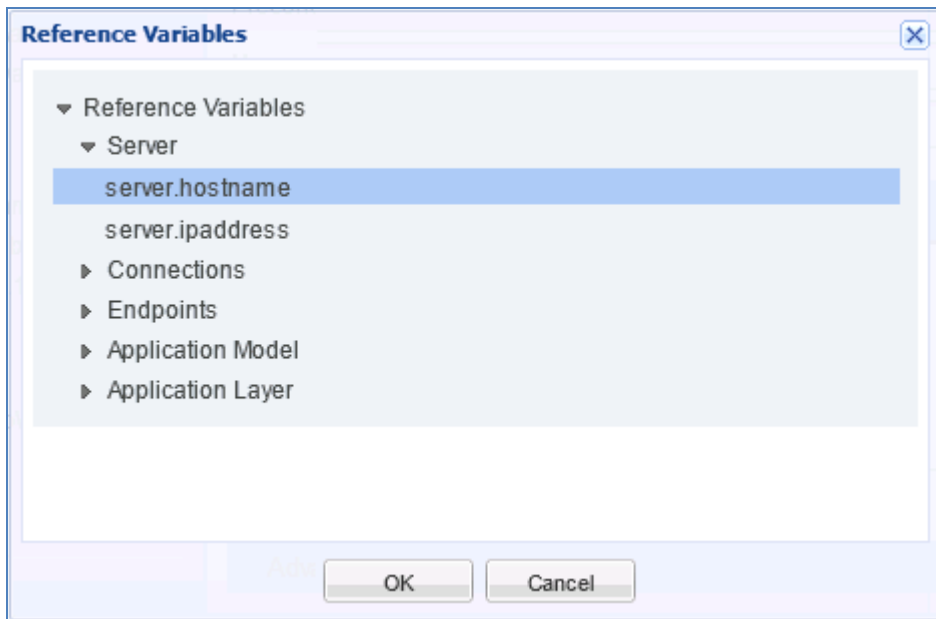 Reference Variables
Reference Variables
Server
server.hostname
server.ipaddress
Connections
Endpoints
Application Model
Application Layer
OK
Cancel